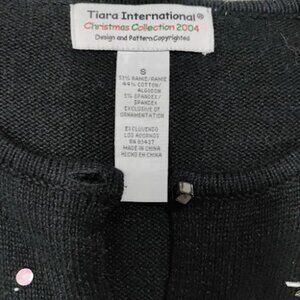 Tiara International®
Christmas Collection 2004
Design and Pattern Copyrighted
S
51% RAMIE/RAMIE
44% COTTON/
ALGODON
5% SPANDEX/
SPANDEX
EXCLUSIVE OF
ORNAMENTATION
EXCLUYENDO
LOS ADORNOS
RN 85437
MADE IN CHINA
HECHO EN CHINA